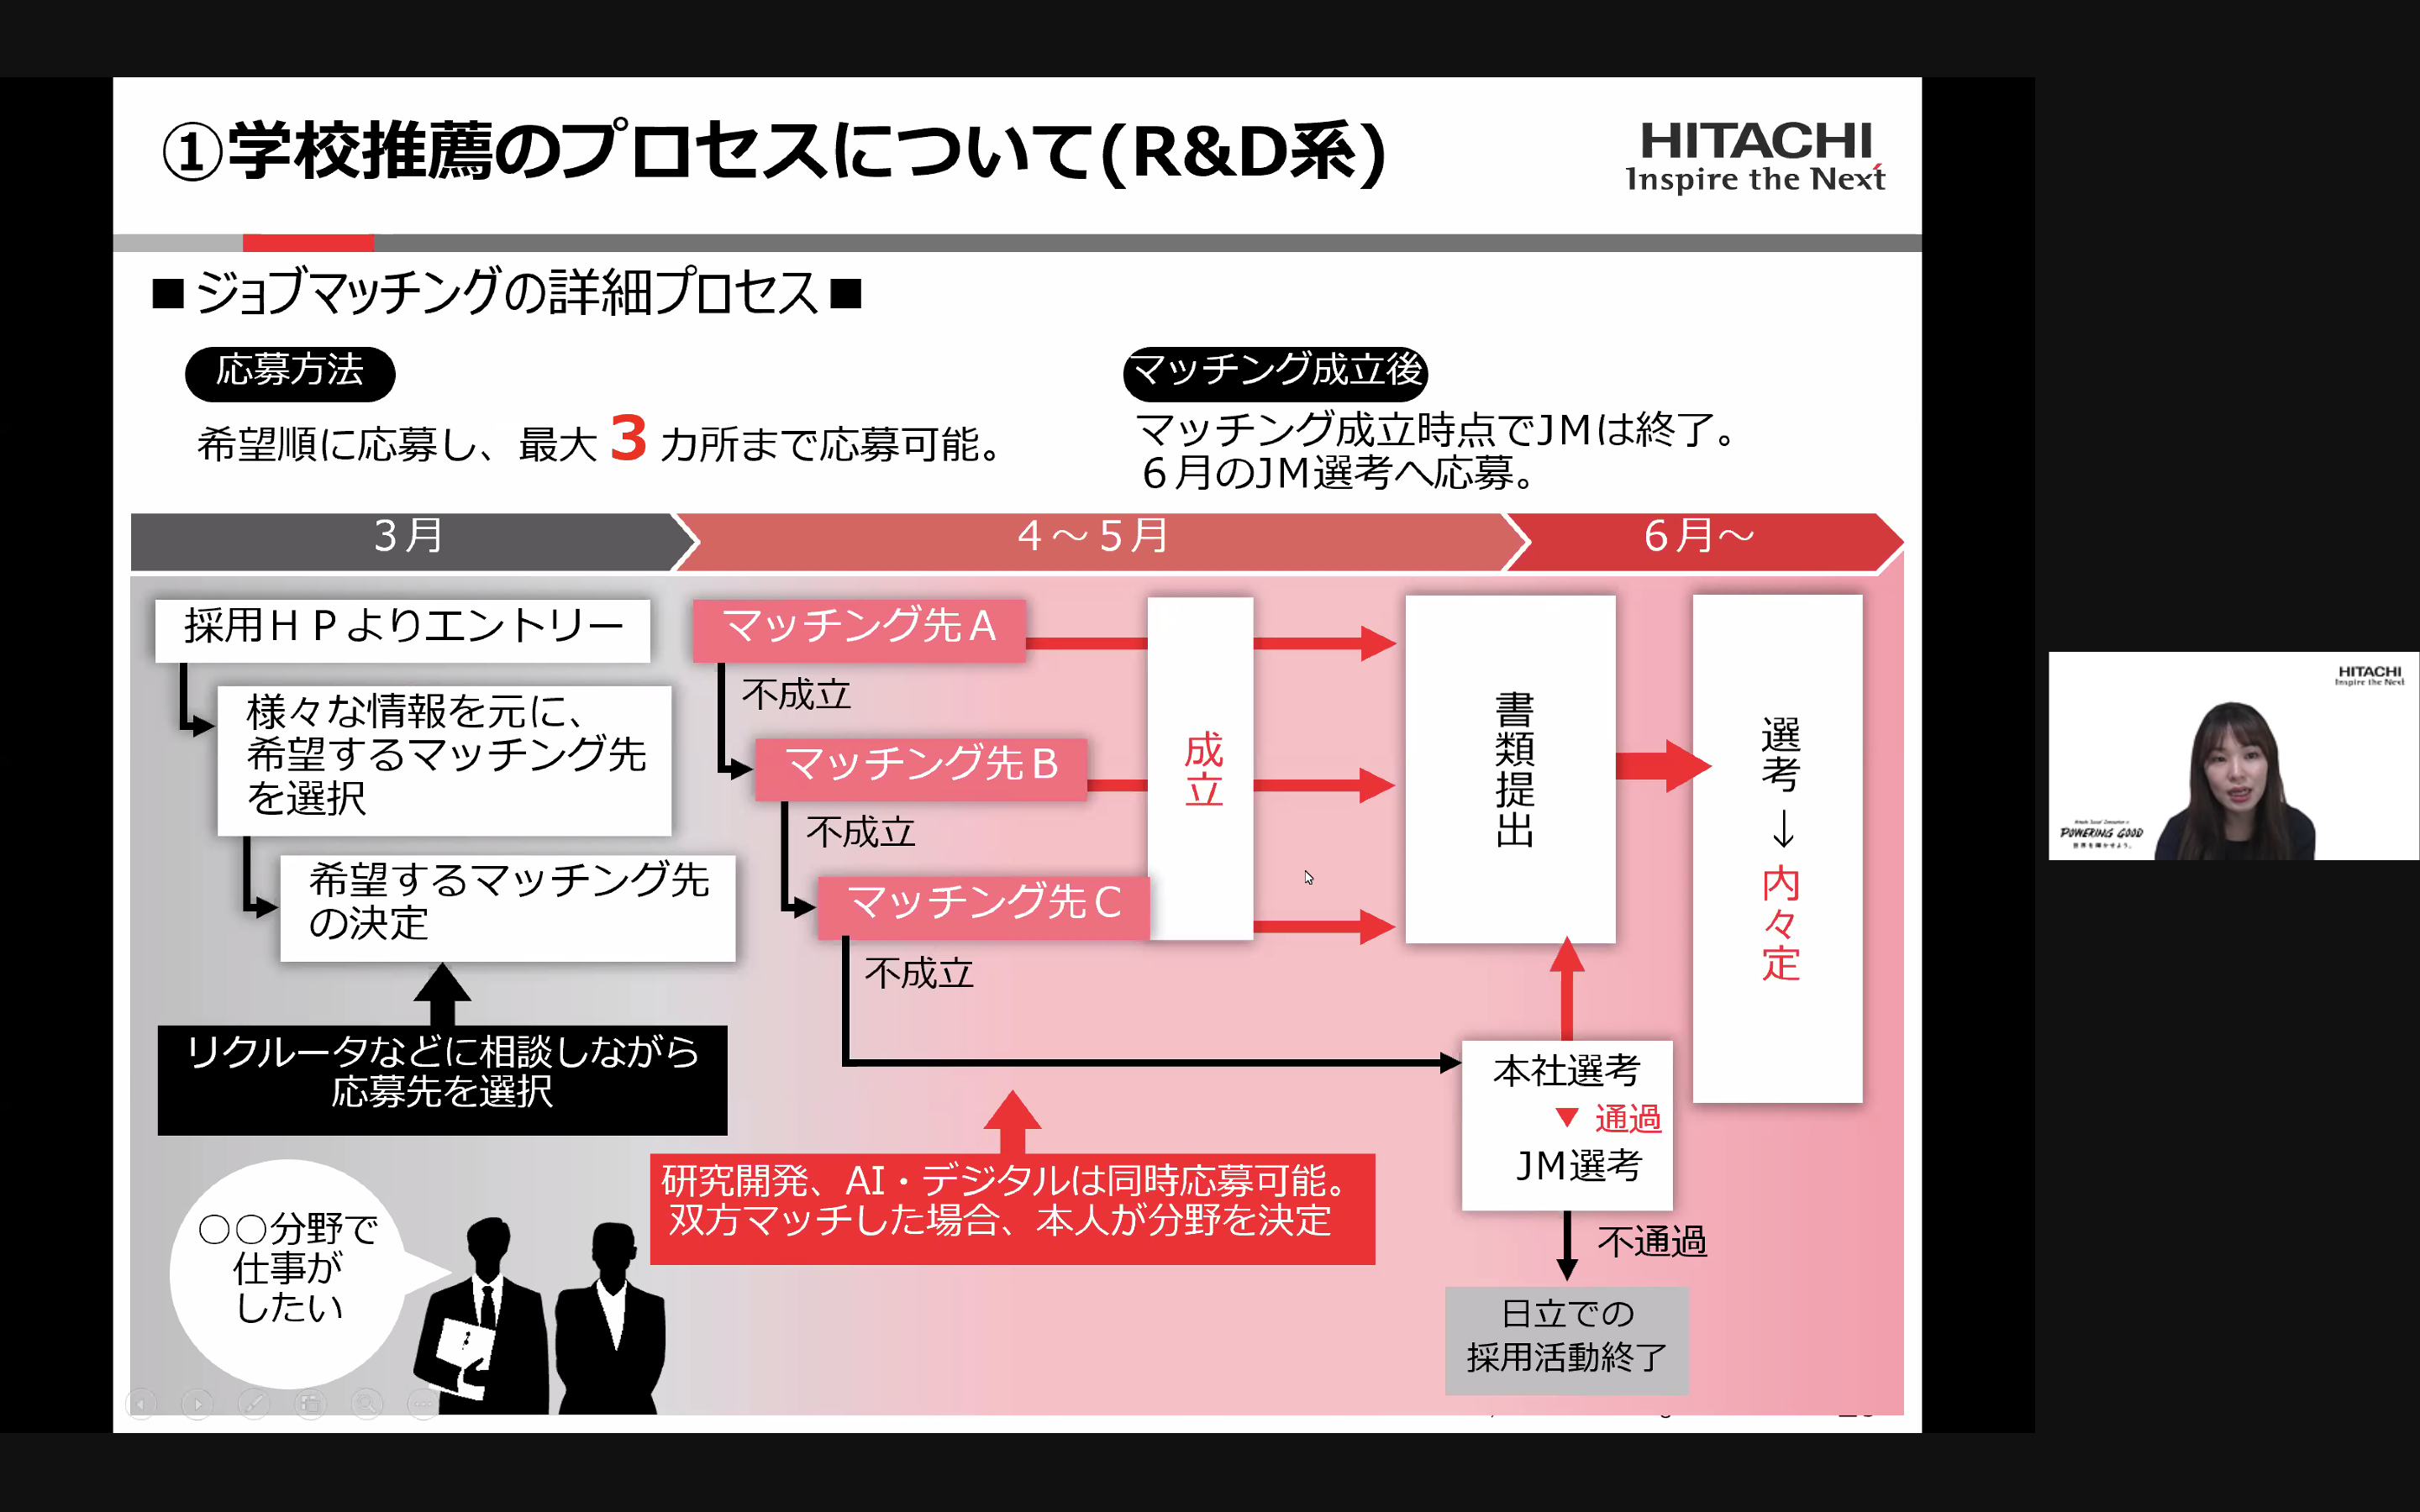 ①学校推薦のプロセスについて(R&D系)
HITACHI
Inspire the Next
■ジョブマッチングの詳細プロセス■
応募方法
希望順に応募し、最大3カ所まで応募可能。
マッチング成立後
マッチング成立時点でJMは終了。
６月のJM選考へ応募。
３月
４～５月
６月～
採用ＨＰよりエントリー
様々な情報を元に、
希望するマッチング先
を選択
希望するマッチング先
の決定
リクルータなどに相談しながら
応募先を選択
○○分野で
仕事が
したい
マッチング先Ａ
不成立
マッチング先Ｂ
不成立
マッチング先Ｃ
不成立
成立
研究開発、AI・デジタルは同時応募可能。
双方マッチした場合、本人が分野を決定
書類提出
本社選考
▼ 通過
JM選考
不通過
日立での
採用活動終了
選考→内々定
HITACHI
Inspire the Next
POWERING GOOD
世界を輝かせよう。